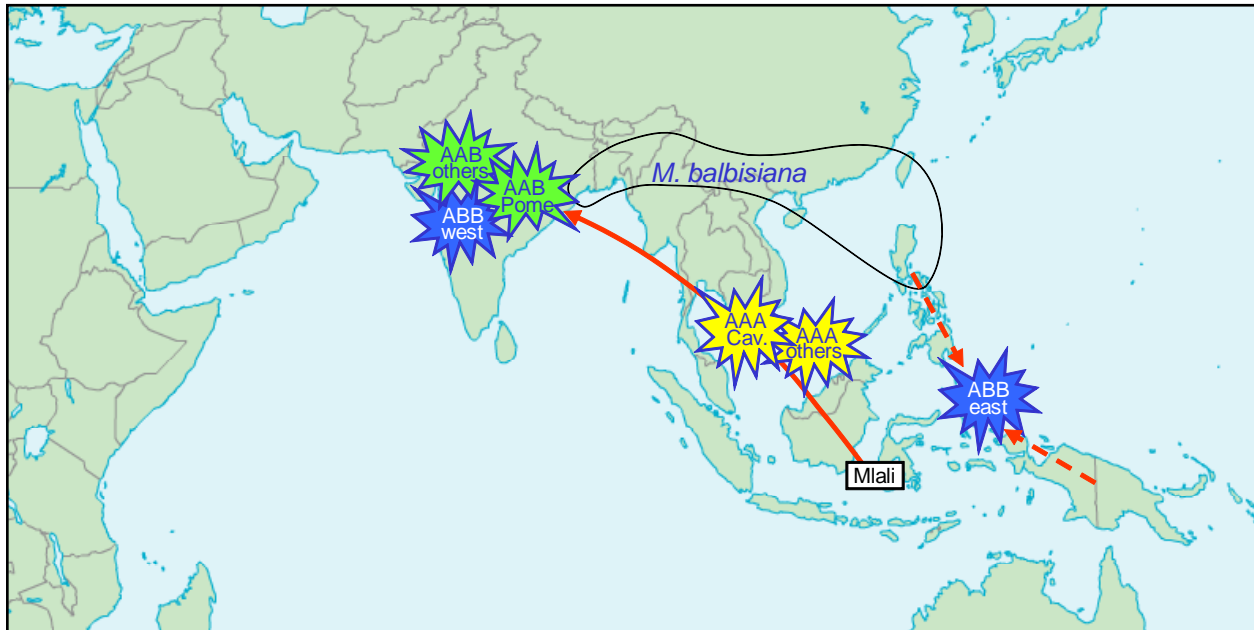 AAB
others
AAB
Pome
ABB
west
M. balbisiana
AAA
Cav.
AAA
others
ABB
east
Mlali